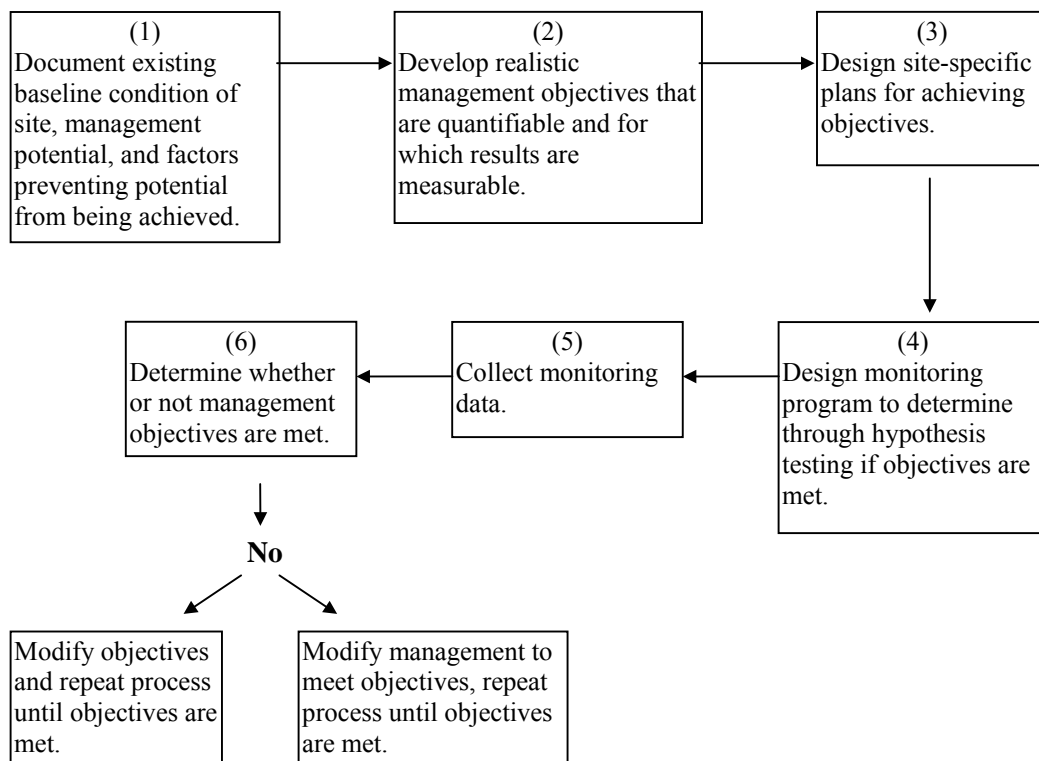 (1)
Document existing
baseline condition of
site, management
potential, and factors
preventing potential
from being achieved.
(2)
Develop realistic
management objectives that
are quantifiable and for
which results are
measurable.
(3)
Design site-specific
plans for achieving
objectives.
(4)
Design monitoring
program to determine
through hypothesis
testing if objectives are
met.
(5)
Collect monitoring
data.
(6)
Determine whether
or not management
objectives are met.
No
Modify objectives
and repeat process
until objectives are
met.
Modify management to
meet objectives, repeat
process until objectives
are met.